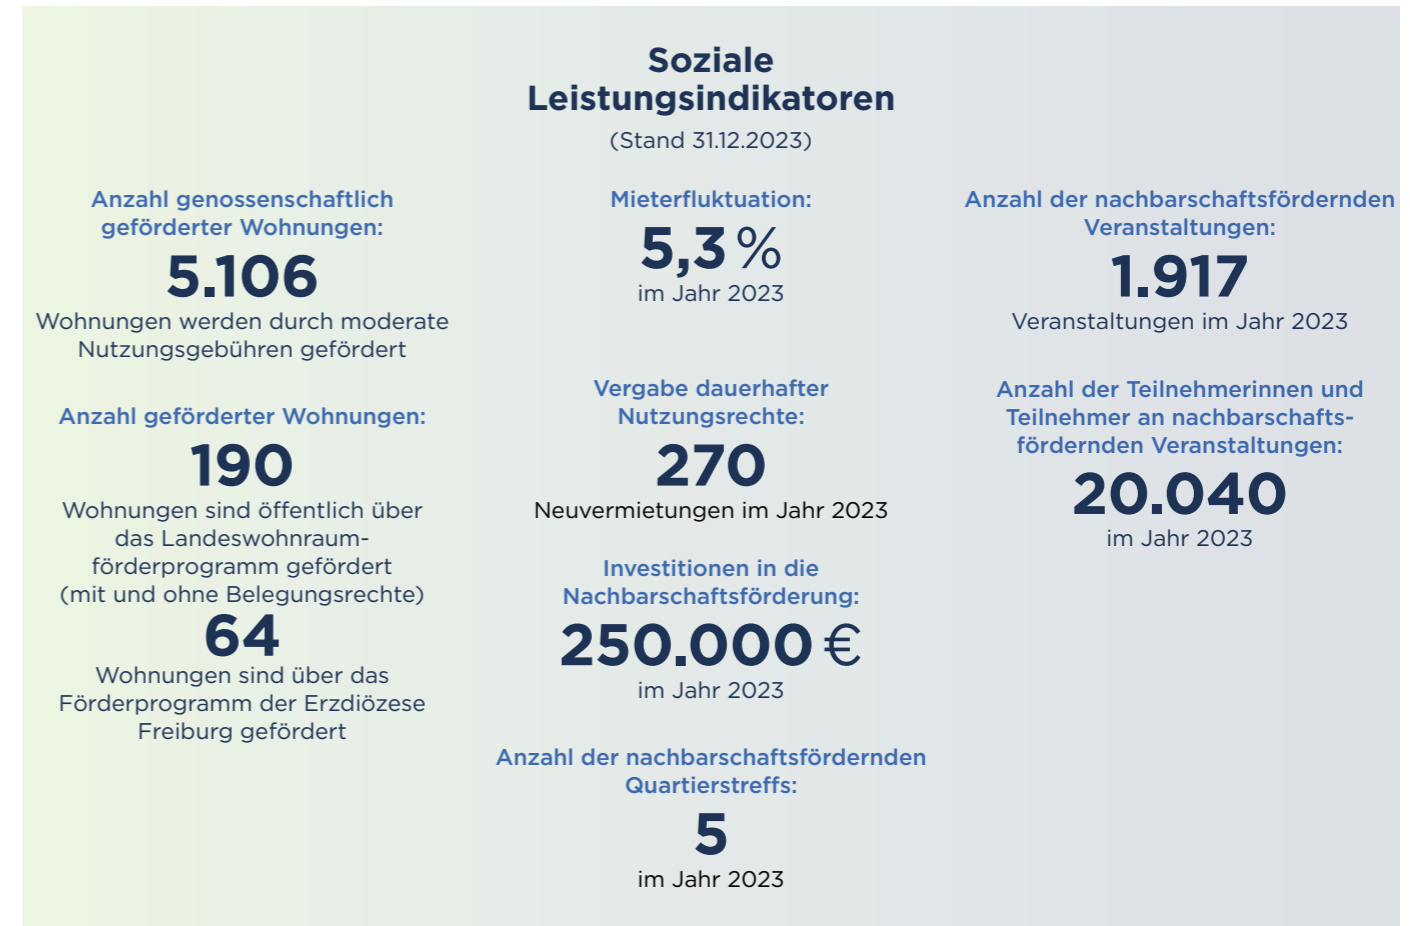 Soziale
Leistungsindikatoren
(Stand 31.12.2023)
Anzahl genossenschaftlich
geförderter Wohnungen:
5.106
Wohnungen werden durch moderate
Nutzungsgebühren gefördert
Anzahl geförderter Wohnungen:
190
Wohnungen sind öffentlich über
das Landeswohnraum-
förderprogramm gefördert
(mit und ohne Belegungsrechte)
64
Wohnungen sind über das
Förderprogramm der Erzdiözese
Freiburg gefördert
Mieterfluktuation:
5,3 %
im Jahr 2023
Vergabe dauerhafter
Nutzungsrechte:
270
Neuvermietungen im Jahr 2023
Investitionen in die
Nachbarschaftsförderung:
250.000 €
im Jahr 2023
Anzahl der nachbarschaftsfördernden
Quartierstreffs:
5
im Jahr 2023
Anzahl der nachbarschaftsfördernden
Veranstaltungen:
1.917
Veranstaltungen im Jahr 2023
Anzahl der Teilnehmerinnen und
Teilnehmer an nachbarschafts-
fördernden Veranstaltungen:
20.040
im Jahr 2023